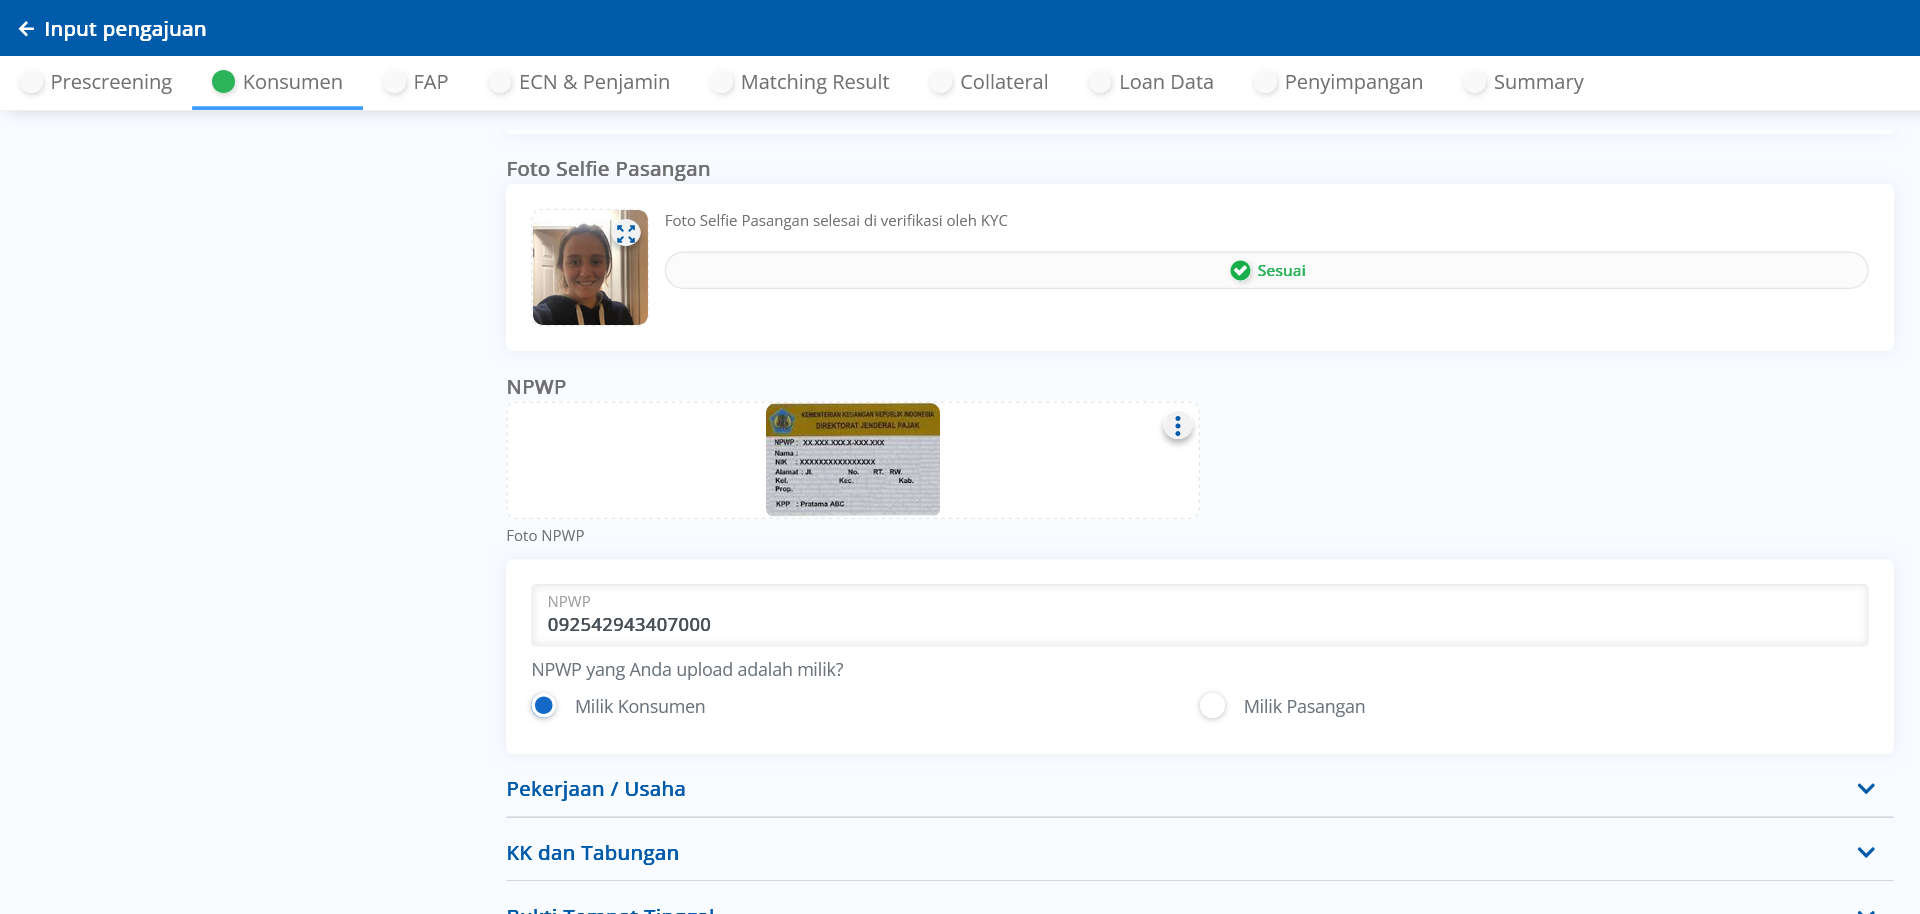 Input pengajuan
Prescreening
Konsumen
FAP
ECN & Penjamin
Matching Result
Collateral
Loan Data
Penyimpangan
Summary
Foto Selfie Pasangan
Foto Selfie Pasangan selesai di verifikasi oleh KYC
Sesuai
NPWP
KEMENTERIAN KEUANGAN REPUBLIK INDONESIA
DIREKTORAT JENDERAL PAJAK
NPWP : XX.XXX.XXX.X-XXX.XXX
Nama :
NIK : XXXXXXXXXXXXXXXX
Alamat : Jl. No. RT. RW.
Kel. Kec. Kab.
Prop.
KPP : Pratama ABC
Foto NPWP
NPWP
092542943407000
NPWP yang Anda upload adalah milik?
Milik Konsumen
Milik Pasangan
Pekerjaan / Usaha
KK dan Tabungan
Bukti Tempat Tinggal